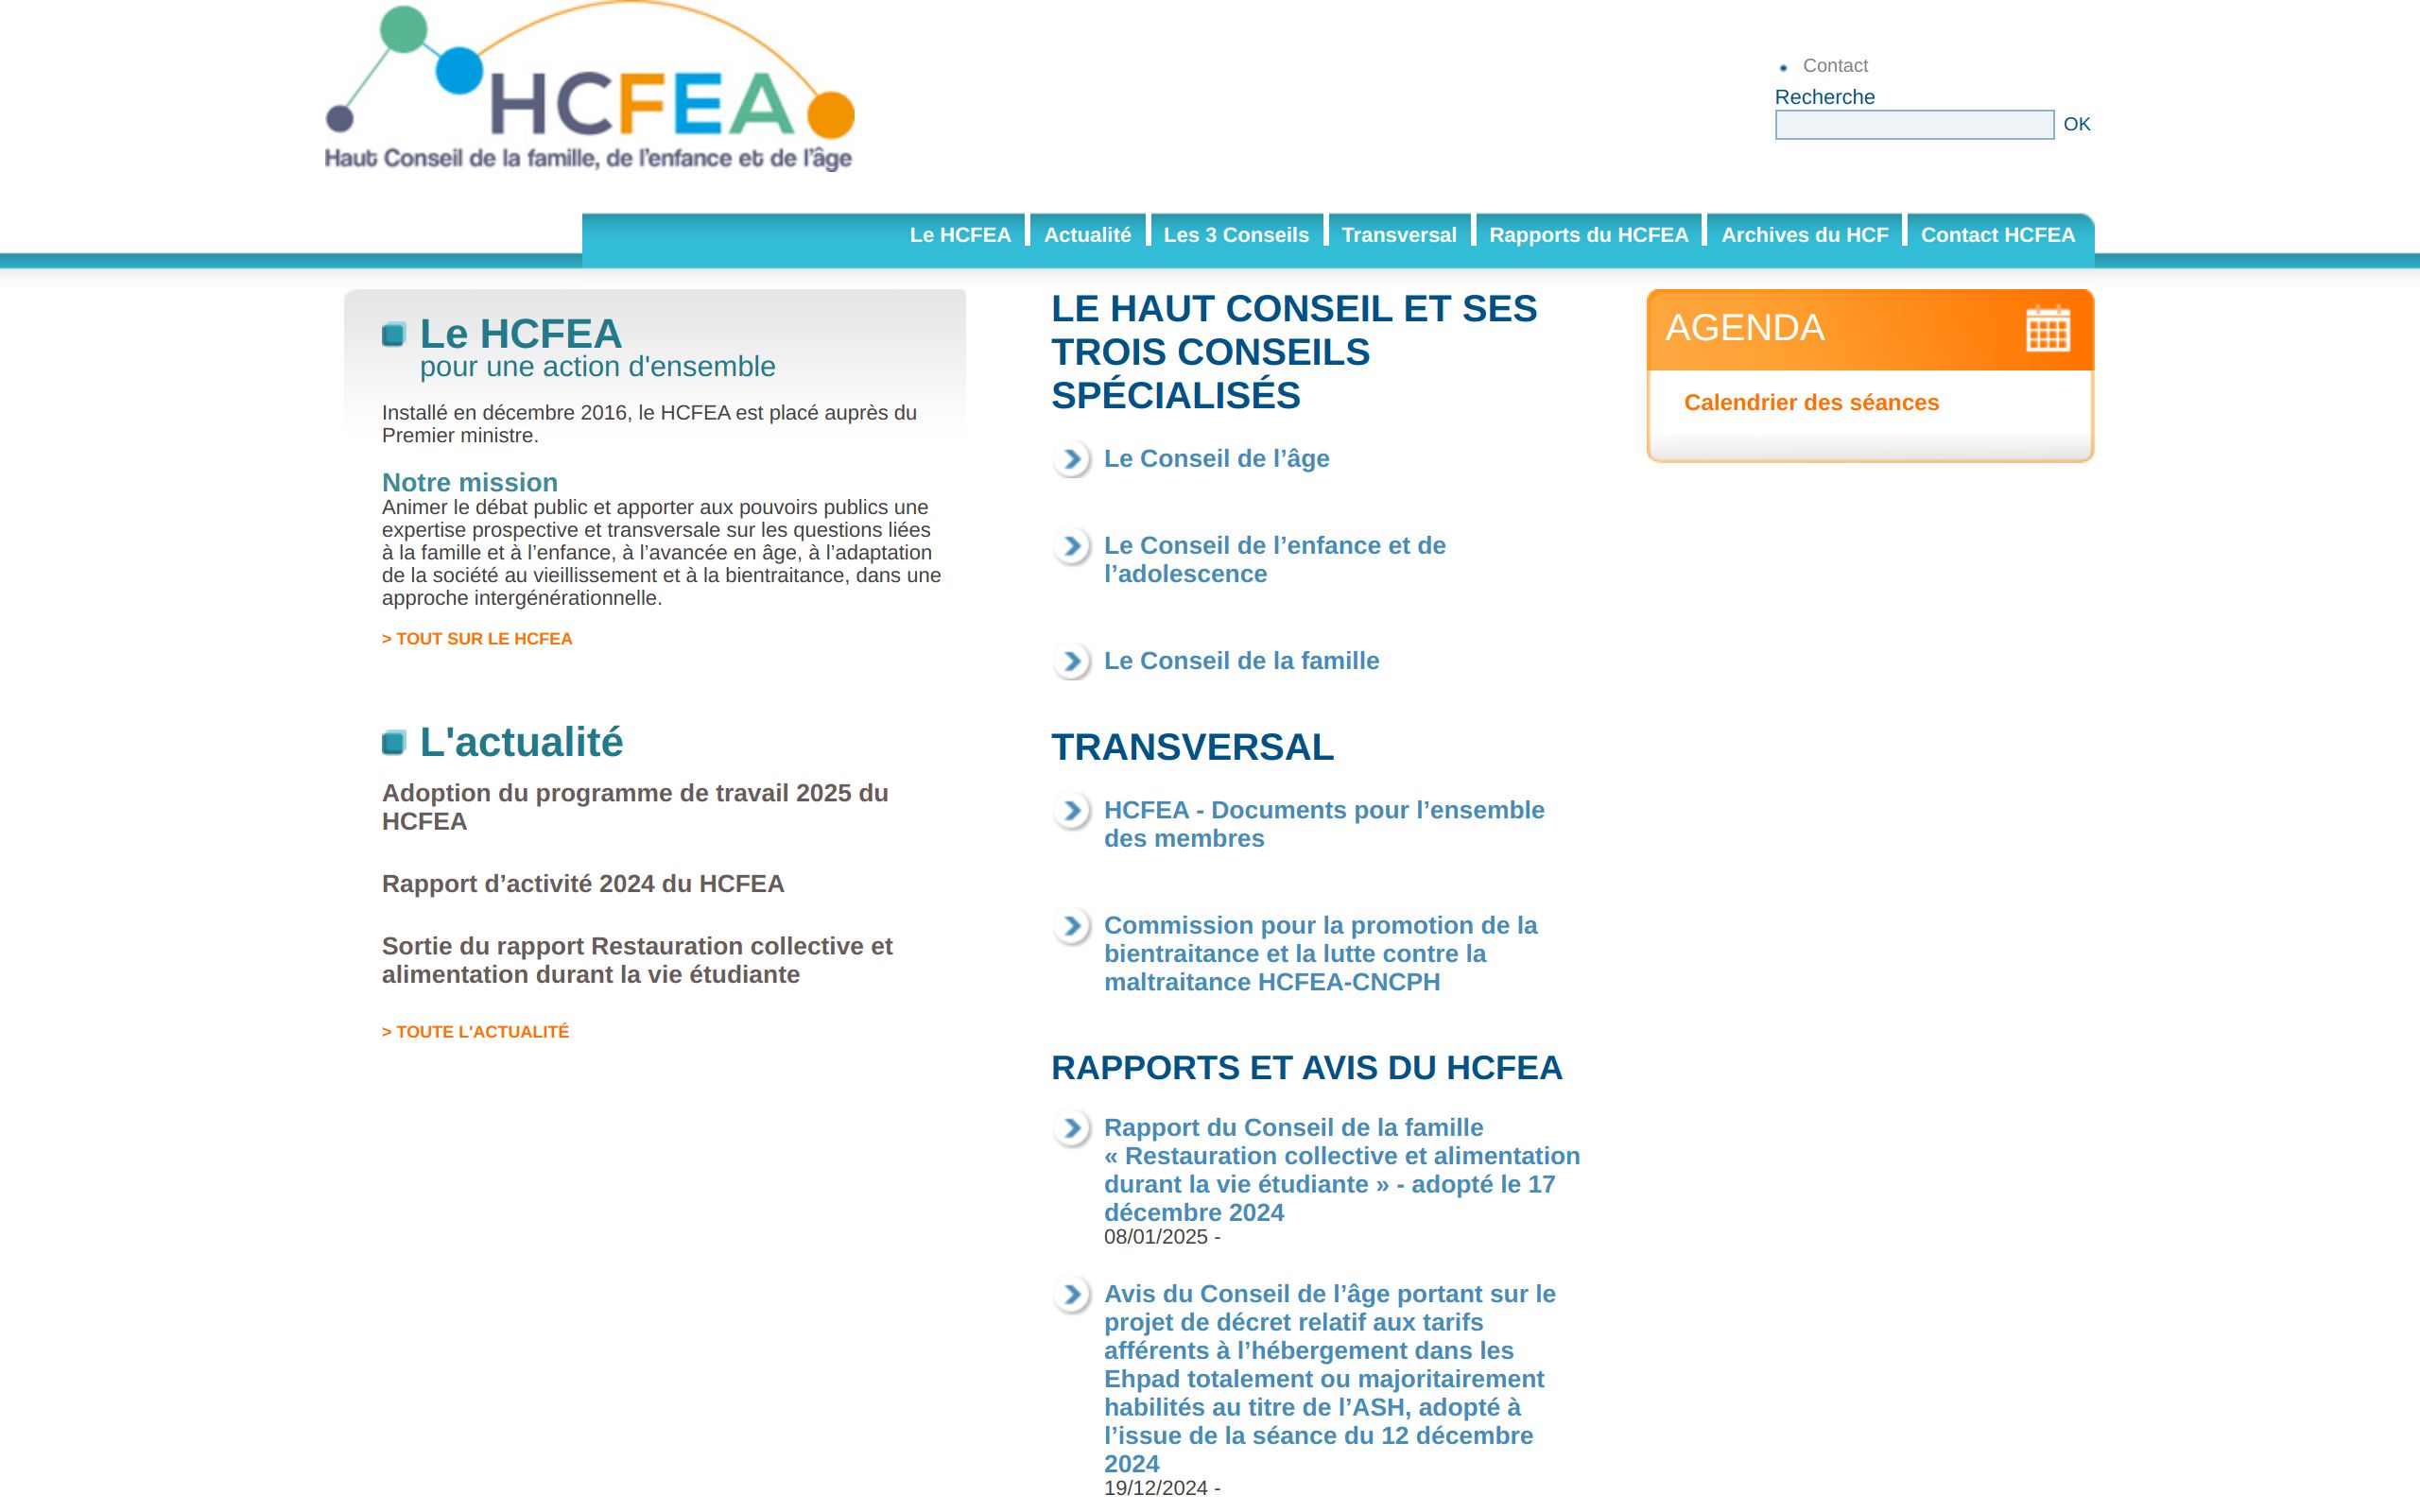 HCFEA
Haut Conseil de la famille, de l'enfance et de l'âge
Contact
Recherche
OK
Le HCFEA
Actualité
Les 3 Conseils
Transversal
Rapports du HCFEA
Archives du HCF
Contact HCFEA
Le HCFEA
pour une action d'ensemble
Installé en décembre 2016, le HCFEA est placé auprès du
Premier ministre.
Notre mission
Animer le débat public et apporter aux pouvoirs publics une
expertise prospective et transversale sur les questions liées
à la famille et à l’enfance, à l’avancée en âge, à l’adaptation
de la société au vieillissement et à la bientraitance, dans une
approche intergénérationnelle.
> TOUT SUR LE HCFEA
L'actualité
Adoption du programme de travail 2025 du
HCFEA
Rapport d’activité 2024 du HCFEA
Sortie du rapport Restauration collective et
alimentation durant la vie étudiante
> TOUTE L'ACTUALITÉ
LE HAUT CONSEIL ET SES
TROIS CONSEILS
SPÉCIALISÉS
Le Conseil de l’âge
Le Conseil de l’enfance et de
l’adolescence
Le Conseil de la famille
TRANSVERSAL
HCFEA - Documents pour l’ensemble
des membres
Commission pour la promotion de la
bientraitance et la lutte contre la
maltraitance HCFEA-CNCPH
RAPPORTS ET AVIS DU HCFEA
Rapport du Conseil de la famille
« Restauration collective et alimentation
durant la vie étudiante » - adopté le 17
décembre 2024
08/01/2025 -
Avis du Conseil de l’âge portant sur le
projet de décret relatif aux tarifs
afférents à l’hébergement dans les
Ehpad totalement ou majoritairement
habilités au titre de l’ASH, adopté à
l’issue de la séance du 12 décembre
2024
19/12/2024 -
AGENDA
Calendrier des séances